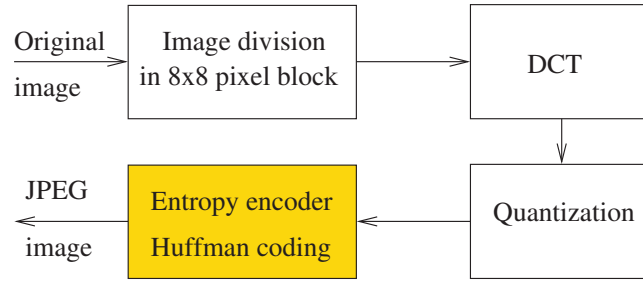 Original
image
Image division
in 8x8 pixel block
DCT
Quantization
Entropy encoder
Huffman coding
JPEG
image